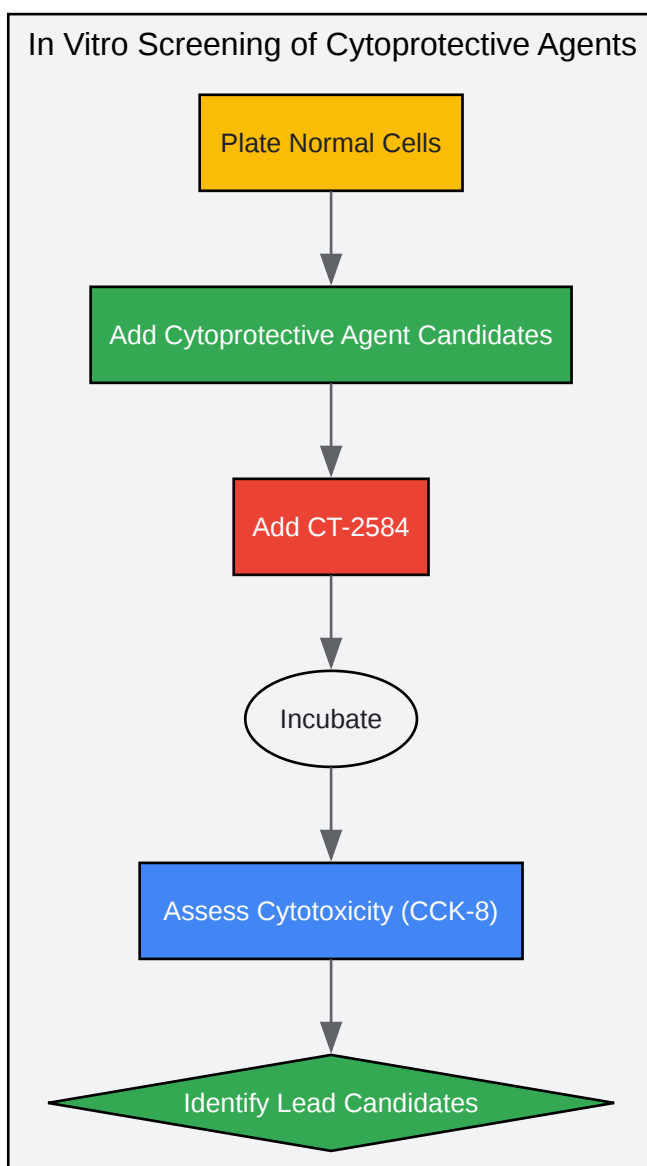 In Vitro Screening of Cytoprotective Agents
Plate Normal Cells
Add Cytoprotective Agent Candidates
Add CT-2584
Incubate
Assess Cytotoxicity (CCK-8)
Identify Lead Candidates